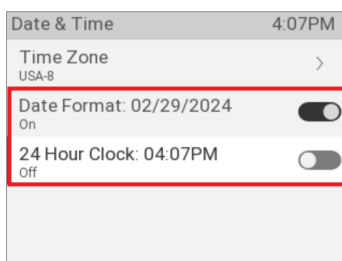 Date & Time 4:07PM
Time Zone
USA-8
Date Format: 02/29/2024
On
24 Hour Clock: 04:07PM
Off